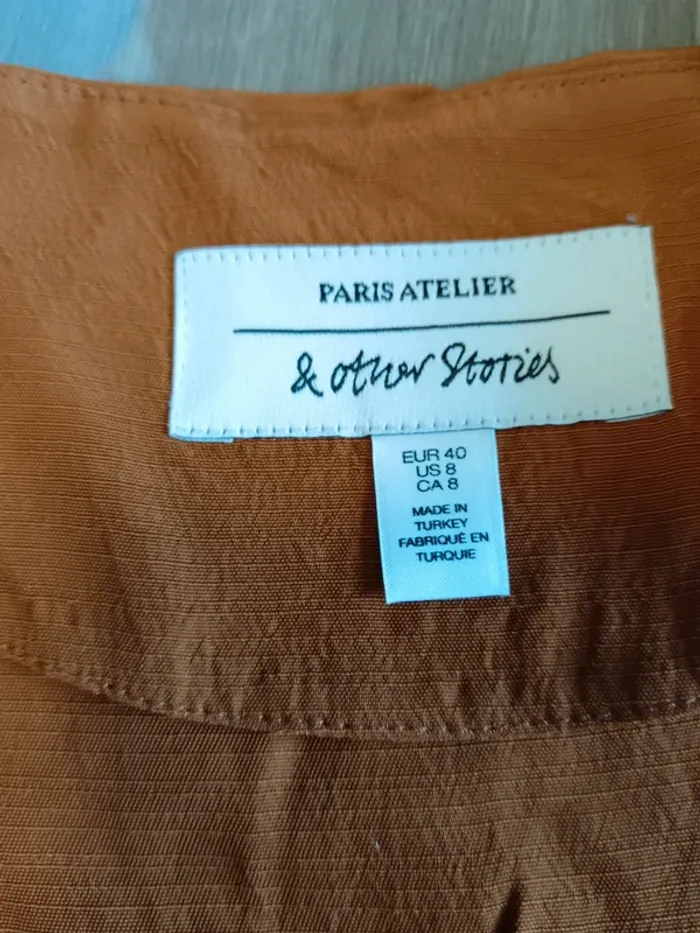 PARIS ATELIER
& other Stories
EUR 40
US 8
CA 8
MADE IN
TURKEY
FABRIQUÉ EN
TURQUIE